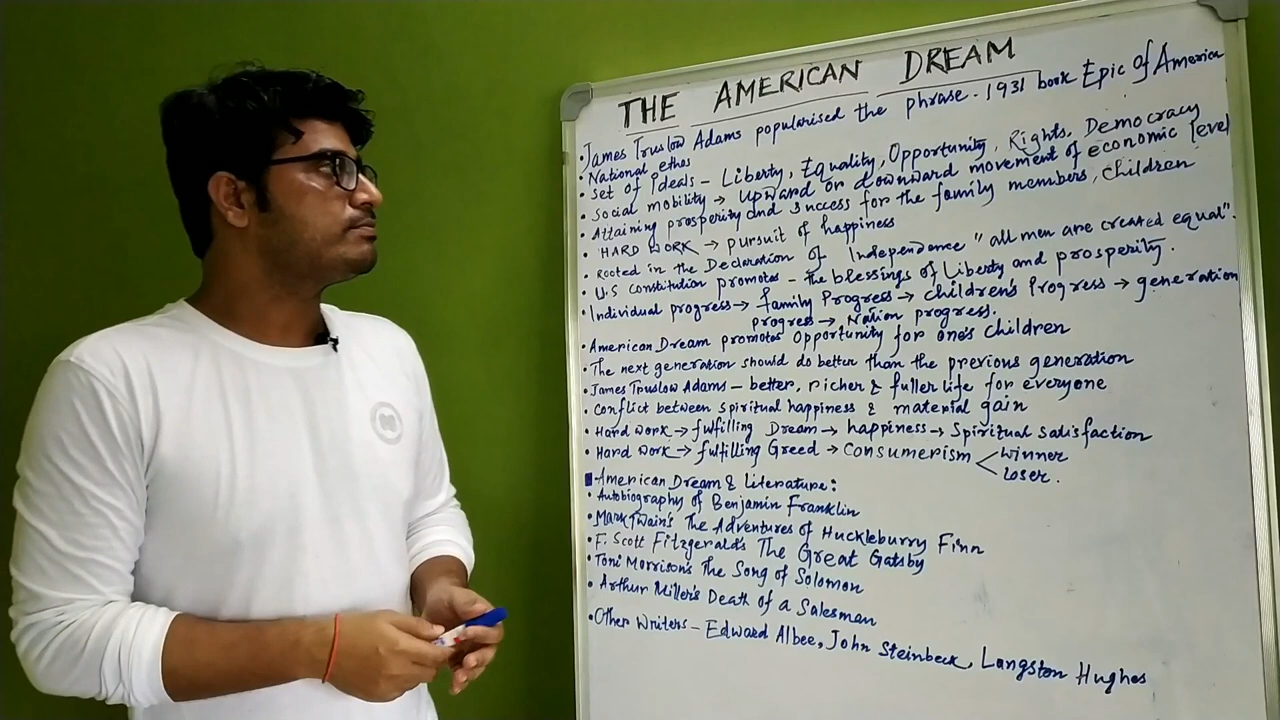 THE AMERICAN DREAM
• James Truslow Adams popularised the phrase - 1931 book Epic of America
• National ethos
• Set of Ideals - Liberty, Equality, Opportunity, Rights, Democracy
• Social mobility → upward or downward movement of economic level
• Attaining prosperity and success for the family members, children
• HARD WORK → pursuit of happiness
• Rooted in the Declaration of Independence "all men are created equal".
• U.S constitution promotes - the blessings of Liberty and prosperity.
• Individual progress → family Progress → children's Progress → generation
progress → Nation progress.
• American Dream promotes Opportunity for one's children
• The next generation should do better than the previous generation
• James Truslow Adams - better, richer & fuller life for everyone
• Conflict between spiritual happiness & material gain
• Hard work → fulfilling Dream → happiness → Spiritual satisfaction
• Hard work → fulfilling Greed → Consumerism < winner
loser.
American Dream & Literature:
• Autobiography of Benjamin Franklin
• Mark Twain's The Adventures of Huckleburry Finn
• F. Scott Fitzgerald's The Great Gatsby
• Toni Morrison's The Song of Solomon
• Arthur Miller's Death of a Salesman
• Other Writers - Edward Albee, John Steinbeck, Langston Hughes